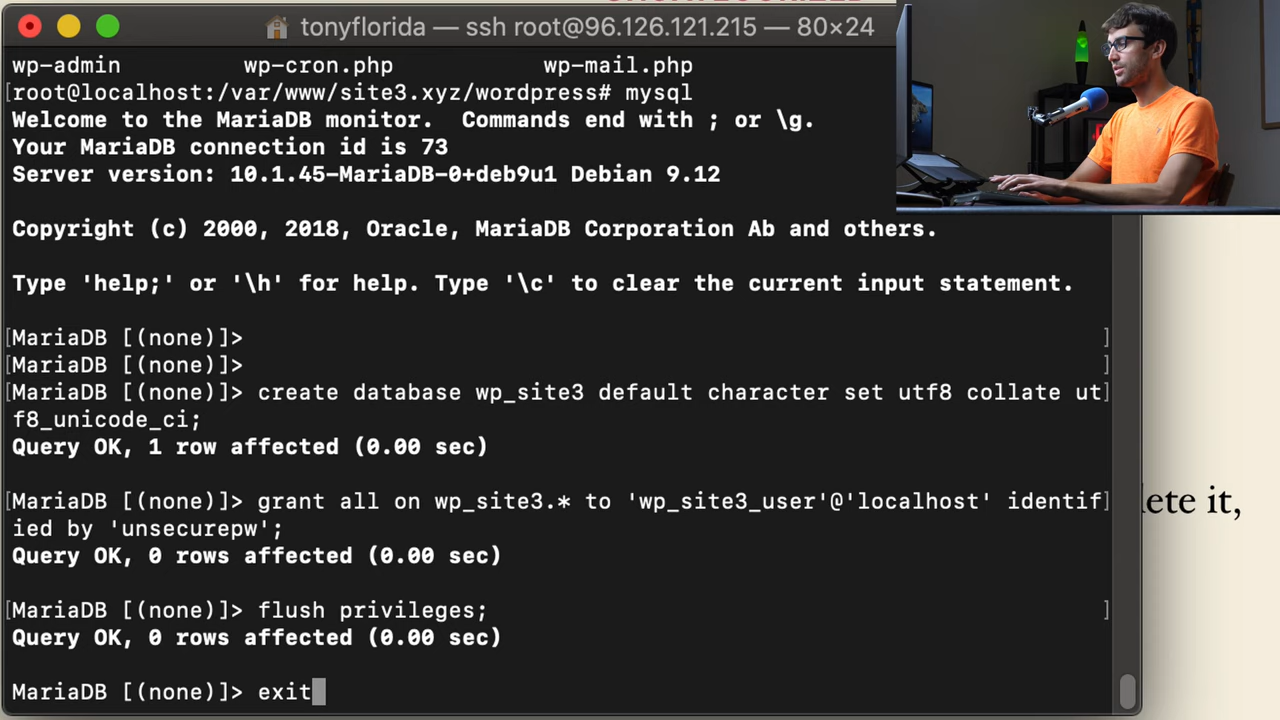 tonyflorida — ssh root@96.126.121.215 — 80×24
wp-admin wp-cron.php wp-mail.php
[root@localhost:/var/www/site3.xyz/wordpress# mysql
Welcome to the MariaDB monitor.  Commands end with ; or \g.
Your MariaDB connection id is 73
Server version: 10.1.45-MariaDB-0+deb9u1 Debian 9.12
Copyright (c) 2000, 2018, Oracle, MariaDB Corporation Ab and others.
Type 'help;' or '\h' for help. Type '\c' to clear the current input statement.
[MariaDB [(none)]> ]
[MariaDB [(none)]> ]
[MariaDB [(none)]> create database wp_site3 default character set utf8 collate ut]
f8_unicode_ci;
Query OK, 1 row affected (0.00 sec)
[MariaDB [(none)]> grant all on wp_site3.* to 'wp_site3_user'@'localhost' identif]
ied by 'unsecurepw';
Query OK, 0 rows affected (0.00 sec)
[MariaDB [(none)]> flush privileges; ]
Query OK, 0 rows affected (0.00 sec)
MariaDB [(none)]> exit
lete it,